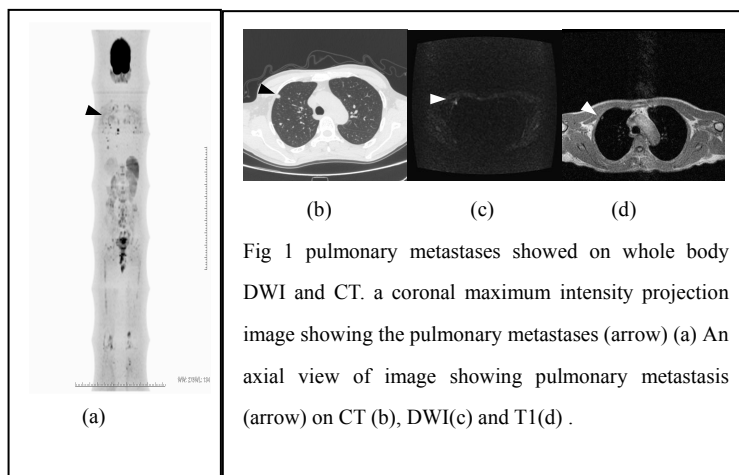 (a)
(b) (c) (d)
Fig 1 pulmonary metastases showed on whole body
DWI and CT. a coronal maximum intensity projection
image showing the pulmonary metastases (arrow) (a) An
axial view of image showing pulmonary metastasis
(arrow) on CT (b), DWI(c) and T1(d) .